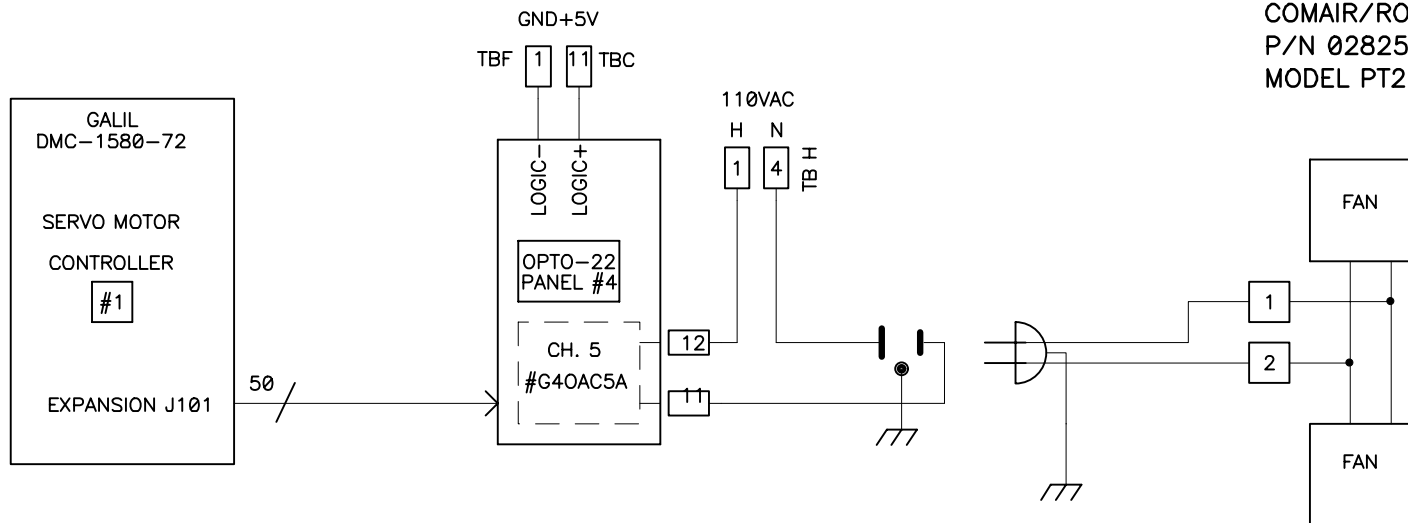 COMAIR/RO
P/N 02825
MODEL PT2
GND+5V
TBF 1 11 TBC
110VAC
H N
1 4 TB H
GALIL
DMC-1580-72
SERVO MOTOR
CONTROLLER
#1
EXPANSION J101
50
LOGIC-
LOGIC+
OPTO-22
PANEL #4
CH. 5
#G4OAC5A
12
11
1
2
FAN
FAN